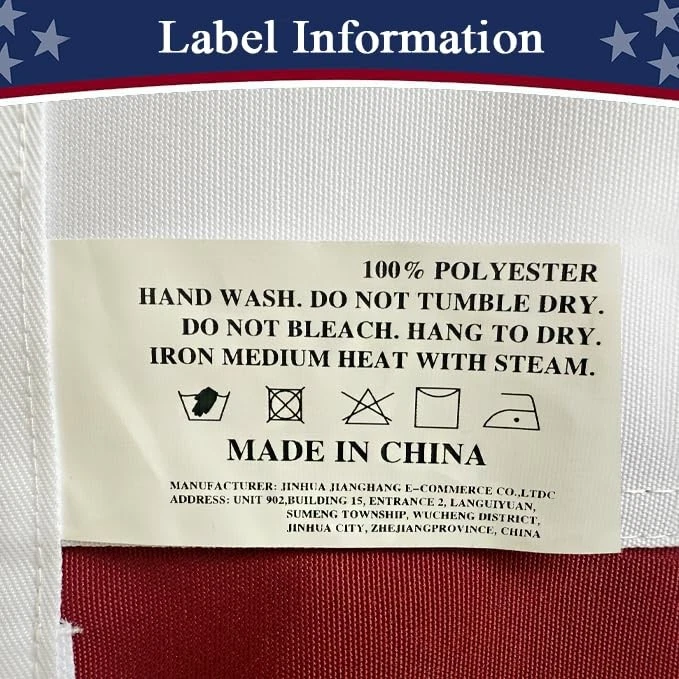 Label Information
100% POLYESTER
HAND WASH. DO NOT TUMBLE DRY.
DO NOT BLEACH. HANG TO DRY.
IRON MEDIUM HEAT WITH STEAM.
MADE IN CHINA
MANUFACTURER: JINHUA JIANGHANG E-COMMERCE CO.,LTDC
ADDRESS: UNIT 902,BUILDING 15, ENTRANCE 2, LANGUIYUAN,
SUMENG TOWNSHIP, WUCHENG DISTRICT,
JINHUA CITY, ZHEJIANGPROVINCE, CHINA